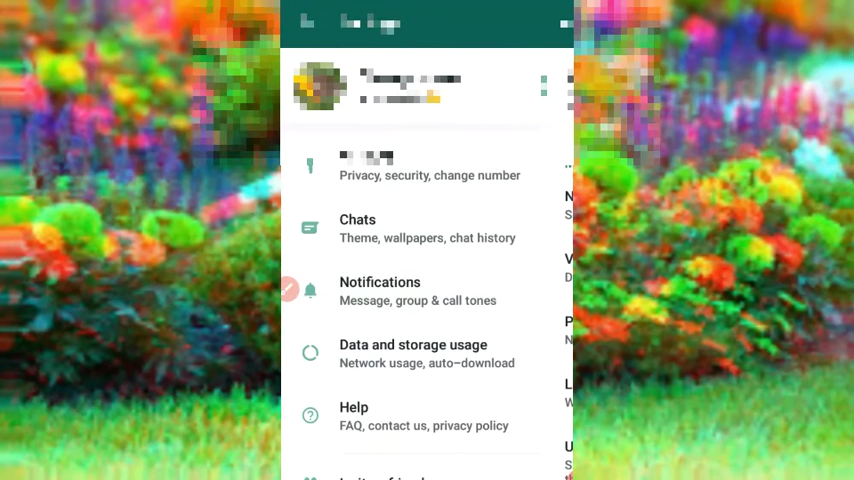 Privacy, security, change number
Chats
Theme, wallpapers, chat history
Notifications
Message, group & call tones
Data and storage usage
Network usage, auto-download
Help
FAQ, contact us, privacy policy